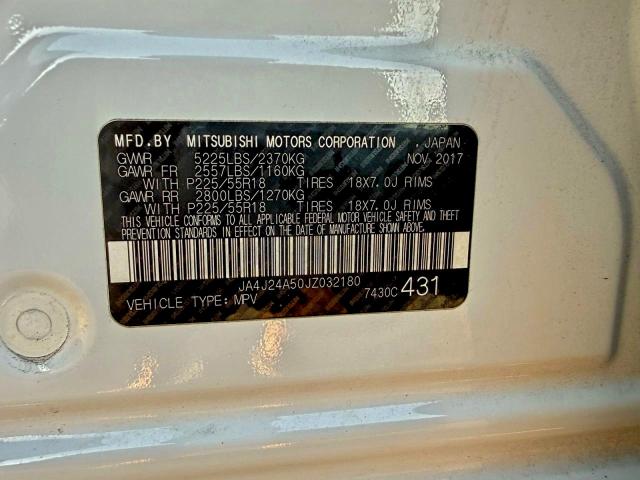 MFD.BY MITSUBISHI MOTORS CORPORATION , JAPAN
GVWR 5225LBS/2370KG NOV 2017
GAWR FR 2557LBS/1160KG
WITH P225/55R18 TIRES 18X7.0J RIMS
GAWR RR 2800LBS/1270KG
WITH P225/55R18 TIRES 18X7.0J RIMS
THIS VEHICLE CONFORMS TO ALL APPLICABLE FEDERAL MOTOR VEHICLE SAFETY AND THEFT
PREVENTION STANDARDS IN EFFECT ON THE DATE OF MANUFACTURE SHOWN ABOVE.
JA4J24A50JZ032180
VEHICLE TYPE: MPV 7430C 431